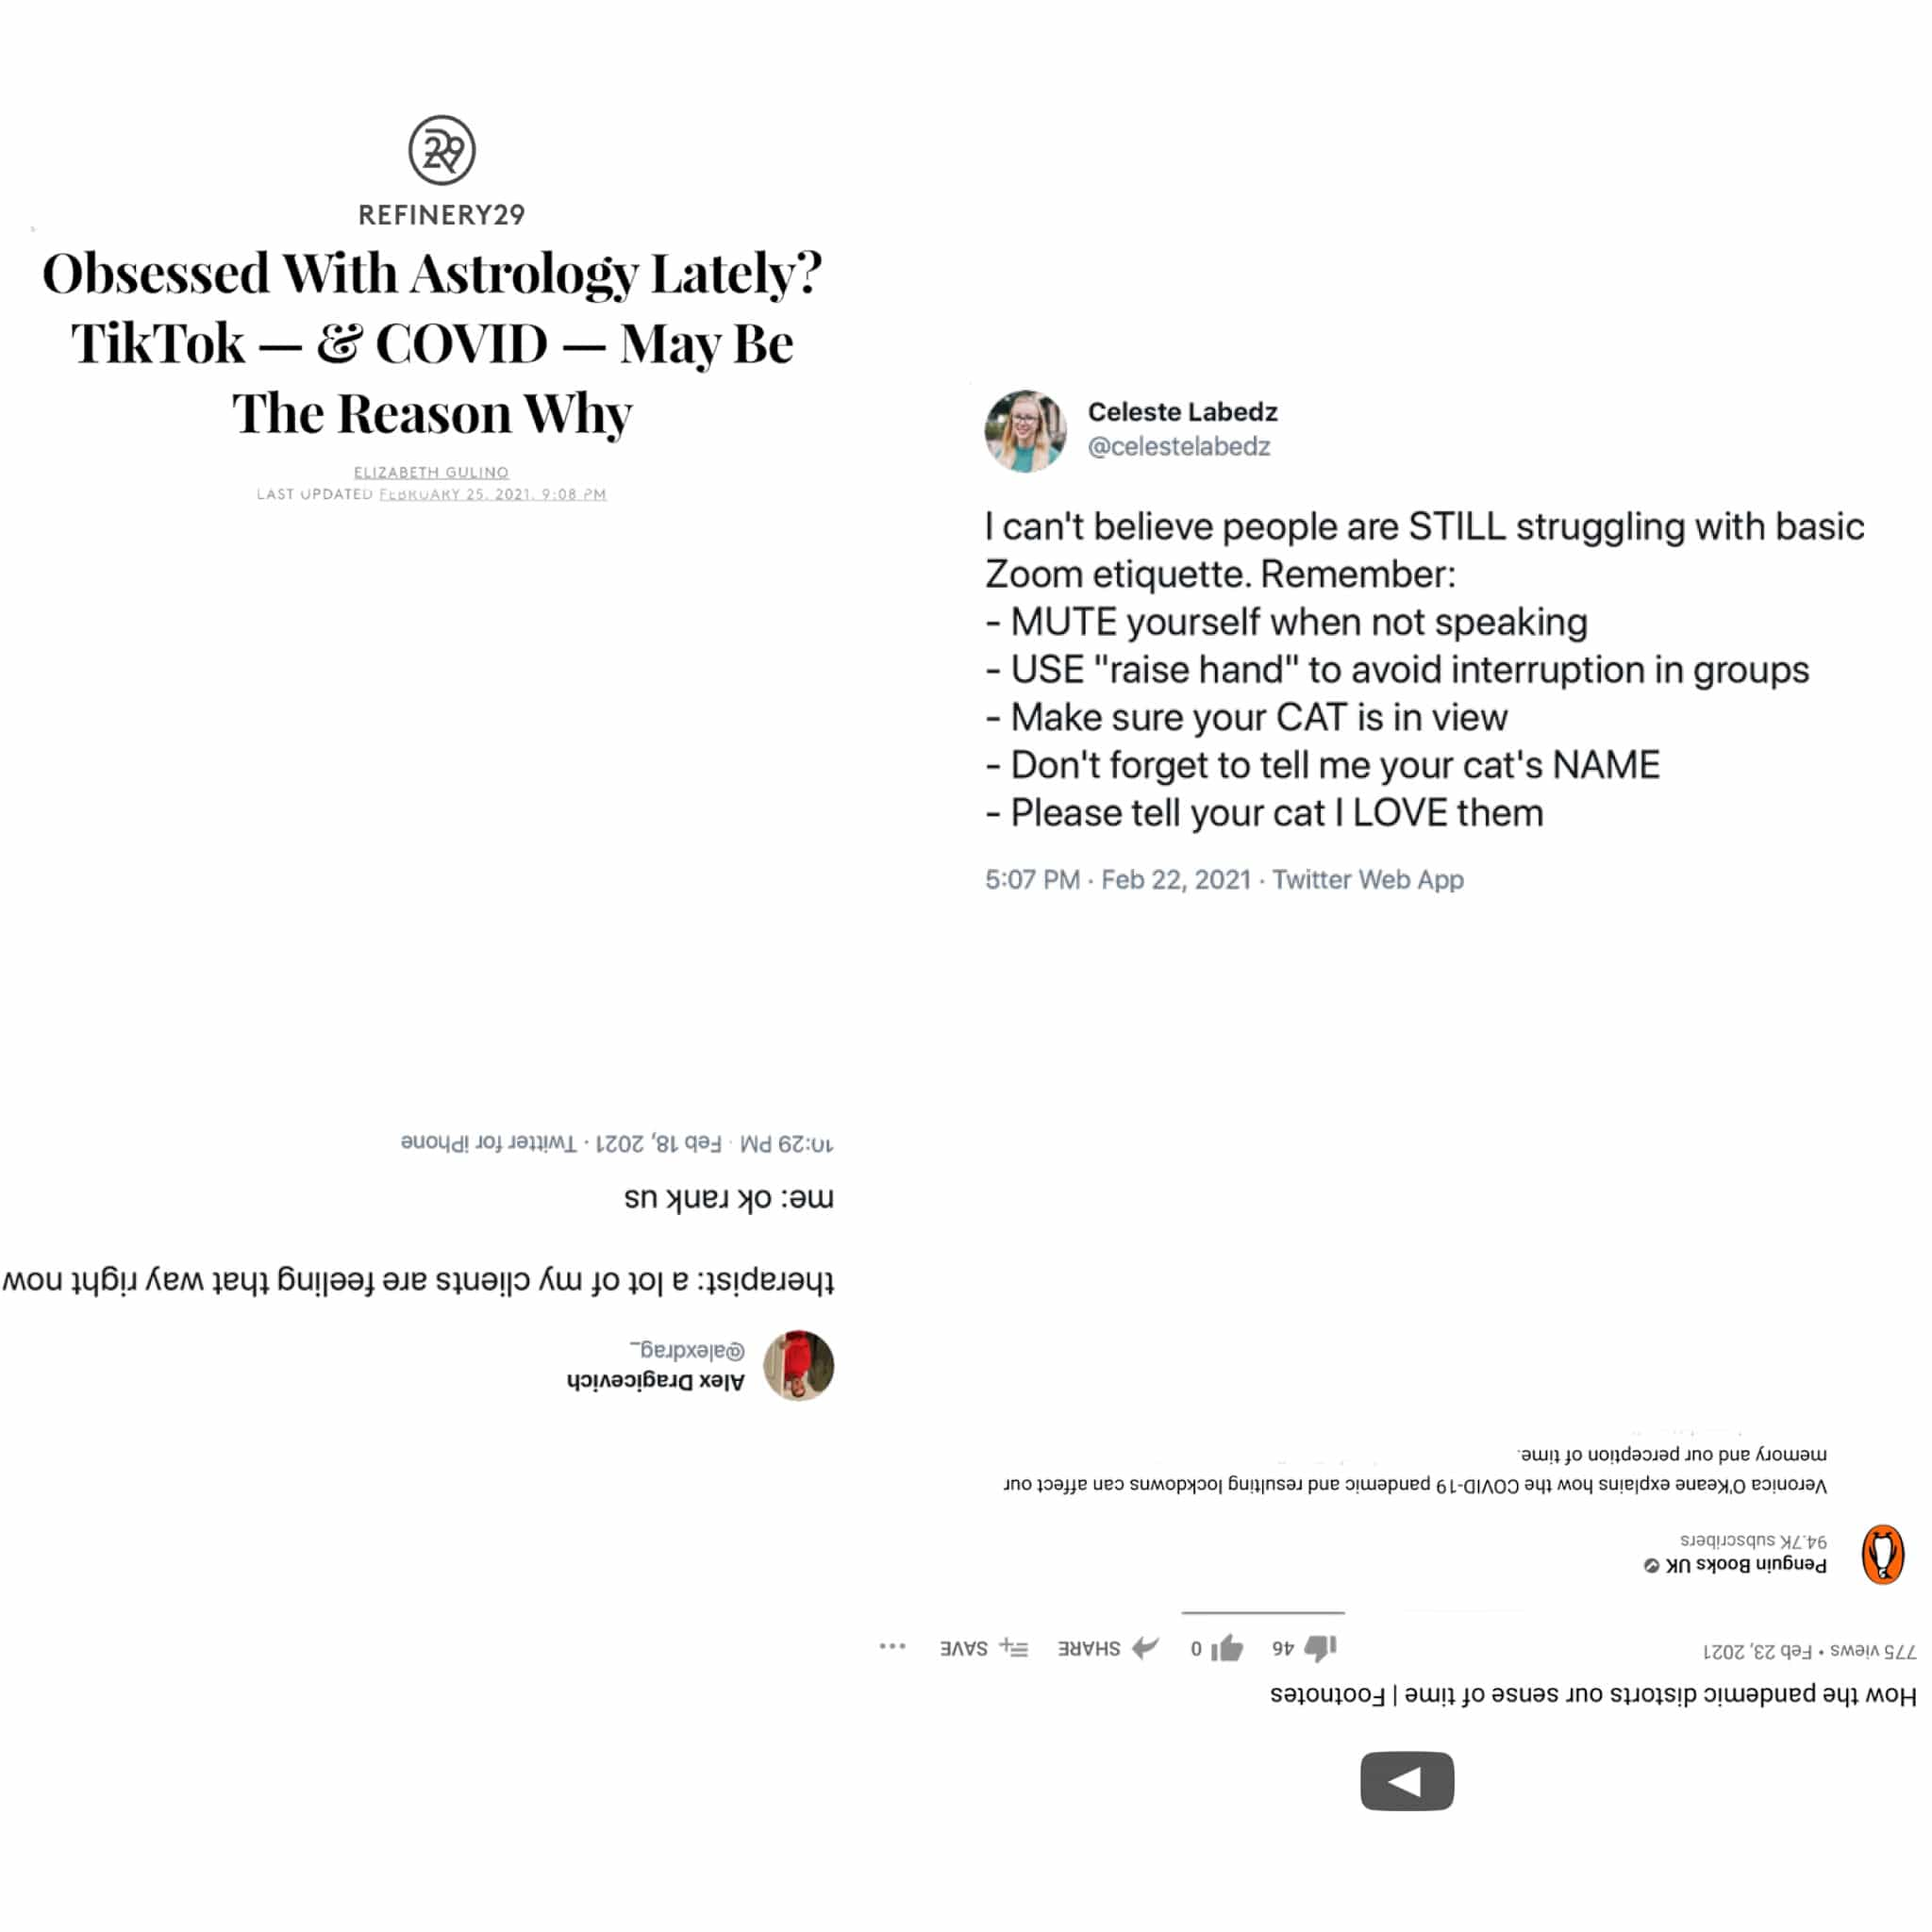 REFINERY29
Obsessed With Astrology Lately?
TikTok — & COVID — May Be
The Reason Why
ELIZABETH GULINO
LAST UPDATED FEBRUARY 25, 2021, 9:08 PM
Celeste Labedz
@celestelabedz
I can't believe people are STILL struggling with basic
Zoom etiquette. Remember:
- MUTE yourself when not speaking
- USE "raise hand" to avoid interruption in groups
- Make sure your CAT is in view
- Don't forget to tell me your cat's NAME
- Please tell your cat I LOVE them
5:07 PM · Feb 22, 2021 · Twitter Web App
Alex Dragicevich
@alexdrag_
therapist: a lot of my clients are feeling that way right now
me: ok rank us
10:29 PM · Feb 18, 2021 · Twitter for iPhone
How the pandemic distorts our sense of time | Footnotes
775 views • Feb 23, 2021
46
0
SHARE
SAVE
Penguin Books UK
94.7K subscribers
Veronica O'Keane explains how the COVID-19 pandemic and resulting lockdowns can affect our
memory and our perception of time.